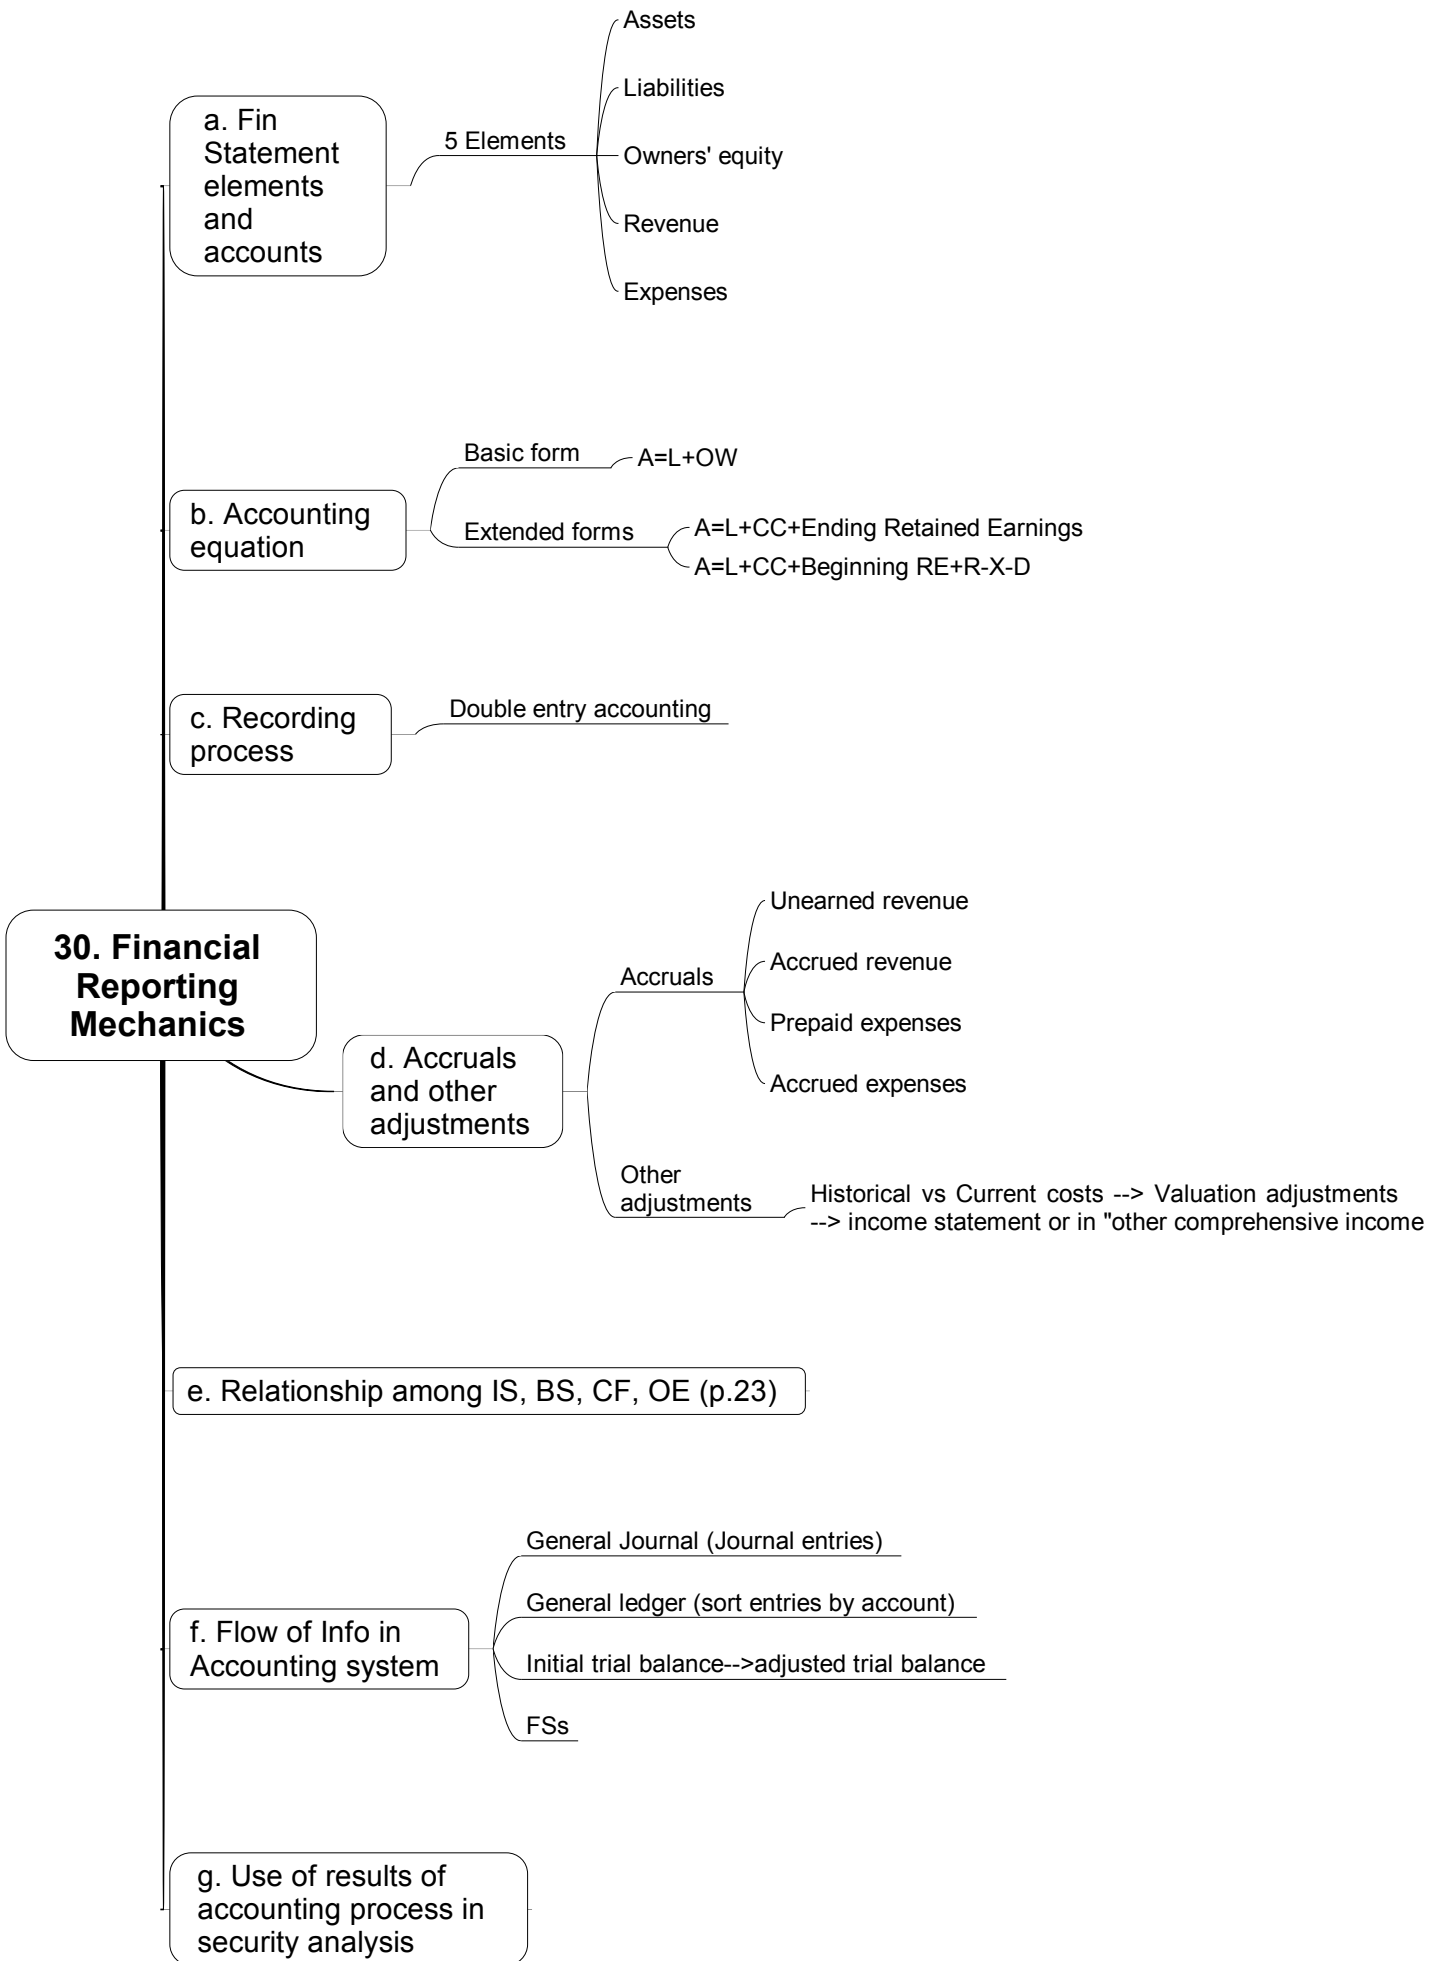 30. Financial
Reporting
Mechanics
a. Fin
Statement
elements
and
accounts
5 Elements
Assets
Liabilities
Owners' equity
Revenue
Expenses
b. Accounting
equation
Basic form
A=L+OW
Extended forms
A=L+CC+Ending Retained Earnings
A=L+CC+Beginning RE+R-X-D
c. Recording
process
Double entry accounting
d. Accruals
and other
adjustments
Accruals
Unearned revenue
Accrued revenue
Prepaid expenses
Accrued expenses
Other
adjustments
Historical vs Current costs --> Valuation adjustments
--> income statement or in "other comprehensive income
e. Relationship among IS, BS, CF, OE (p.23)
f. Flow of Info in
Accounting system
General Journal (Journal entries)
General ledger (sort entries by account)
Initial trial balance-->adjusted trial balance
FSs
g. Use of results of
accounting process in
security analysis